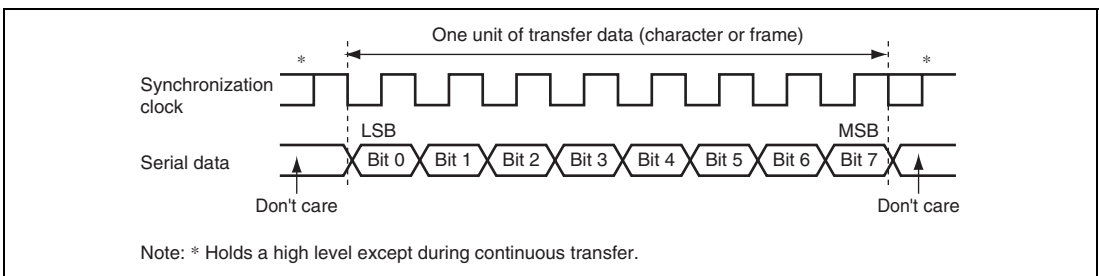 One unit of transfer data (character or frame)
* *
Synchronization
clock
LSB MSB
Serial data Bit 0 Bit 1 Bit 2 Bit 3 Bit 4 Bit 5 Bit 6 Bit 7
Don't care Don't care
Note: * Holds a high level except during continuous transfer.